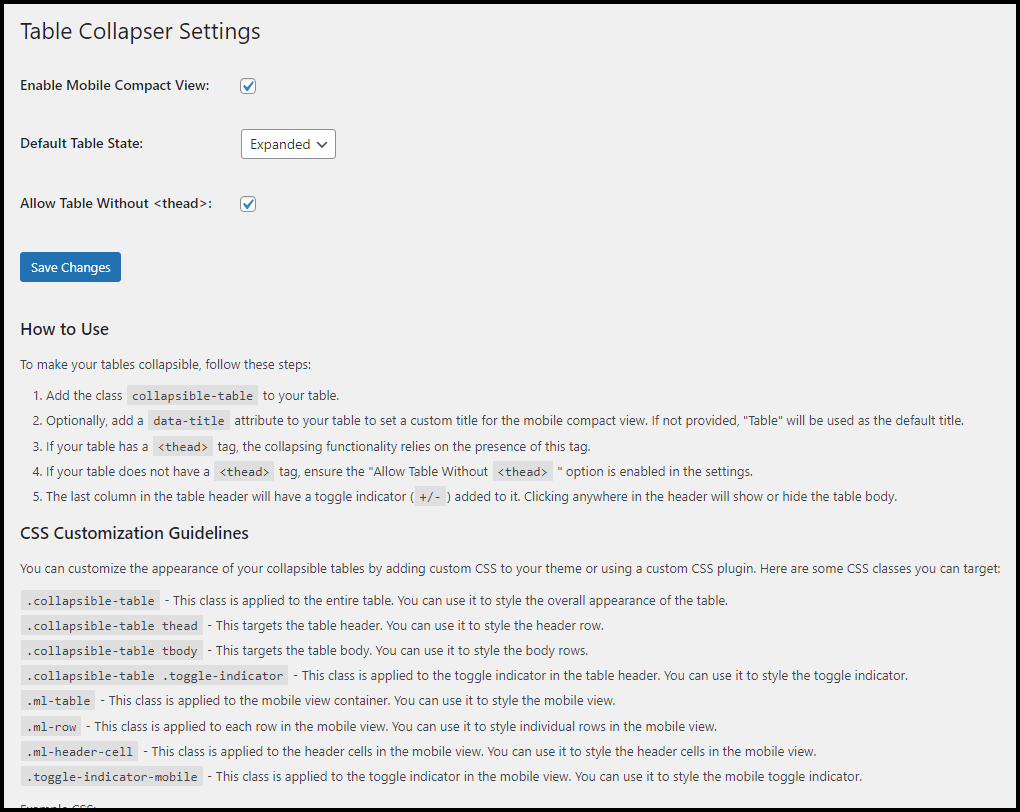 Table Collapser Settings
Enable Mobile Compact View:
Default Table State: Expanded
Allow Table Without <thead>:
Save Changes
How to Use
To make your tables collapsible, follow these steps:
1. Add the class collapsible-table to your table.
2. Optionally, add a data-title attribute to your table to set a custom title for the mobile compact view. If not provided, "Table" will be used as the default title.
3. If your table has a <thead> tag, the collapsing functionality relies on the presence of this tag.
4. If your table does not have a <thead> tag, ensure the "Allow Table Without <thead> " option is enabled in the settings.
5. The last column in the table header will have a toggle indicator ( +/- ) added to it. Clicking anywhere in the header will show or hide the table body.
CSS Customization Guidelines
You can customize the appearance of your collapsible tables by adding custom CSS to your theme or using a custom CSS plugin. Here are some CSS classes you can target:
.collapsible-table - This class is applied to the entire table. You can use it to style the overall appearance of the table.
.collapsible-table thead - This targets the table header. You can use it to style the header row.
.collapsible-table tbody - This targets the table body. You can use it to style the body rows.
.collapsible-table .toggle-indicator - This class is applied to the toggle indicator in the table header. You can use it to style the toggle indicator.
.ml-table - This class is applied to the mobile view container. You can use it to style the mobile view.
.ml-row - This class is applied to each row in the mobile view. You can use it to style individual rows in the mobile view.
.ml-header-cell - This class is applied to the header cells in the mobile view. You can use it to style the header cells in the mobile view.
.toggle-indicator-mobile - This class is applied to the toggle indicator in the mobile view. You can use it to style the mobile toggle indicator.
Example CSS: